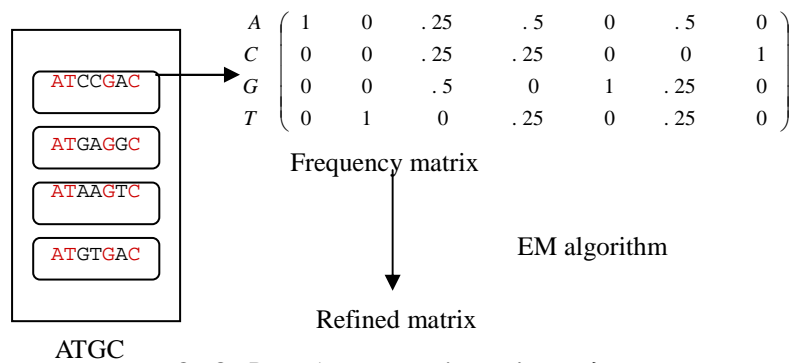 ATCCGAC
ATGAGGC
ATAAGTC
ATGTGAC
ATGC
A 1 0 .25 .5 0 .5 0
C 0 0 .25 .25 0 0 1
G 0 0 .5 0 1 .25 0
T 0 1 0 .25 0 .25 0
Frequency matrix
EM algorithm
Refined matrix